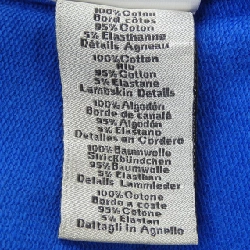 100% Coton
Bord côtes
95% Coton
5% Elasthanne
Détails Agneau
100% Cotton
Rib
95% Cotton
5% Elastane
Lambskin Details
100% Algodón
Borde de canalé
95% Algodón
5% Elastano
Detalles en Cordero
100% Baumwolle
Strickbündchen
95% Baumwolle
5% Elasthan
Details Lammleder
100% Cotone
Bordo a coste
95% Cotone
5% Elastan
Dattagli in Agnello